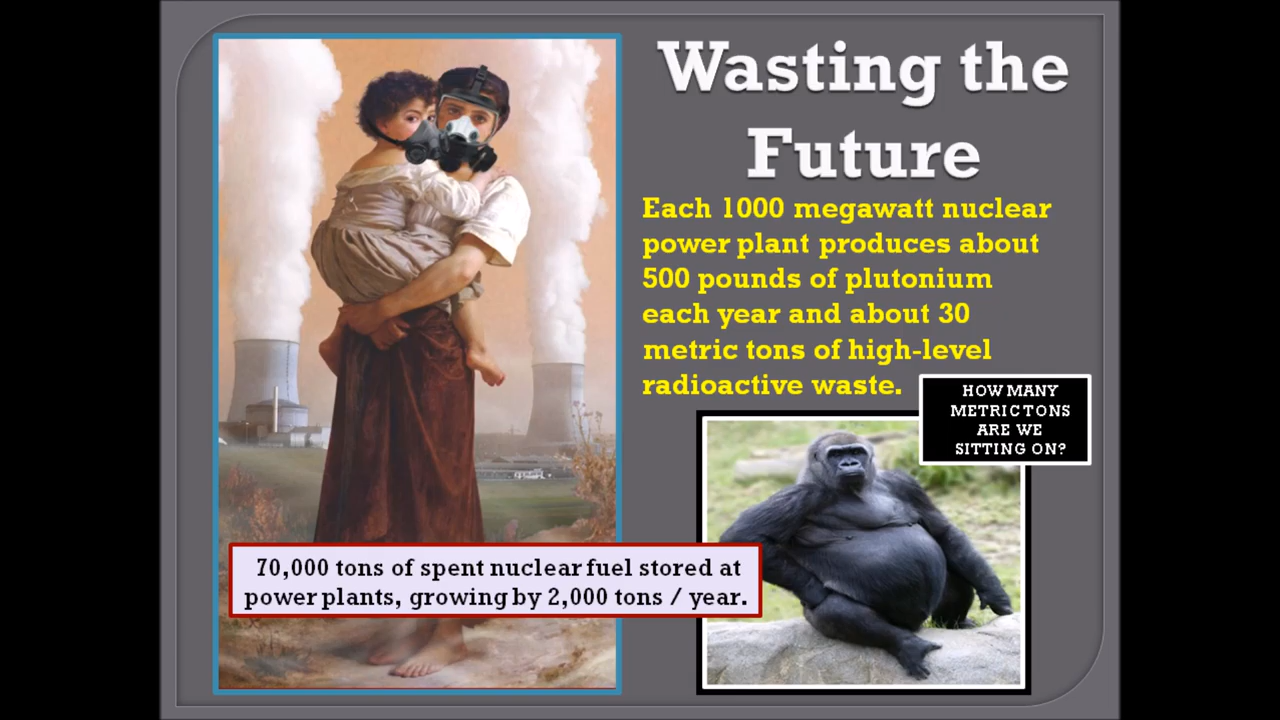 Wasting the
Future
Each 1000 megawatt nuclear
power plant produces about
500 pounds of plutonium
each year and about 30
metric tons of high-level
radioactive waste.
HOW MANY
METRIC TONS
ARE WE
SITTING ON?
70,000 tons of spent nuclear fuel stored at
power plants, growing by 2,000 tons / year.